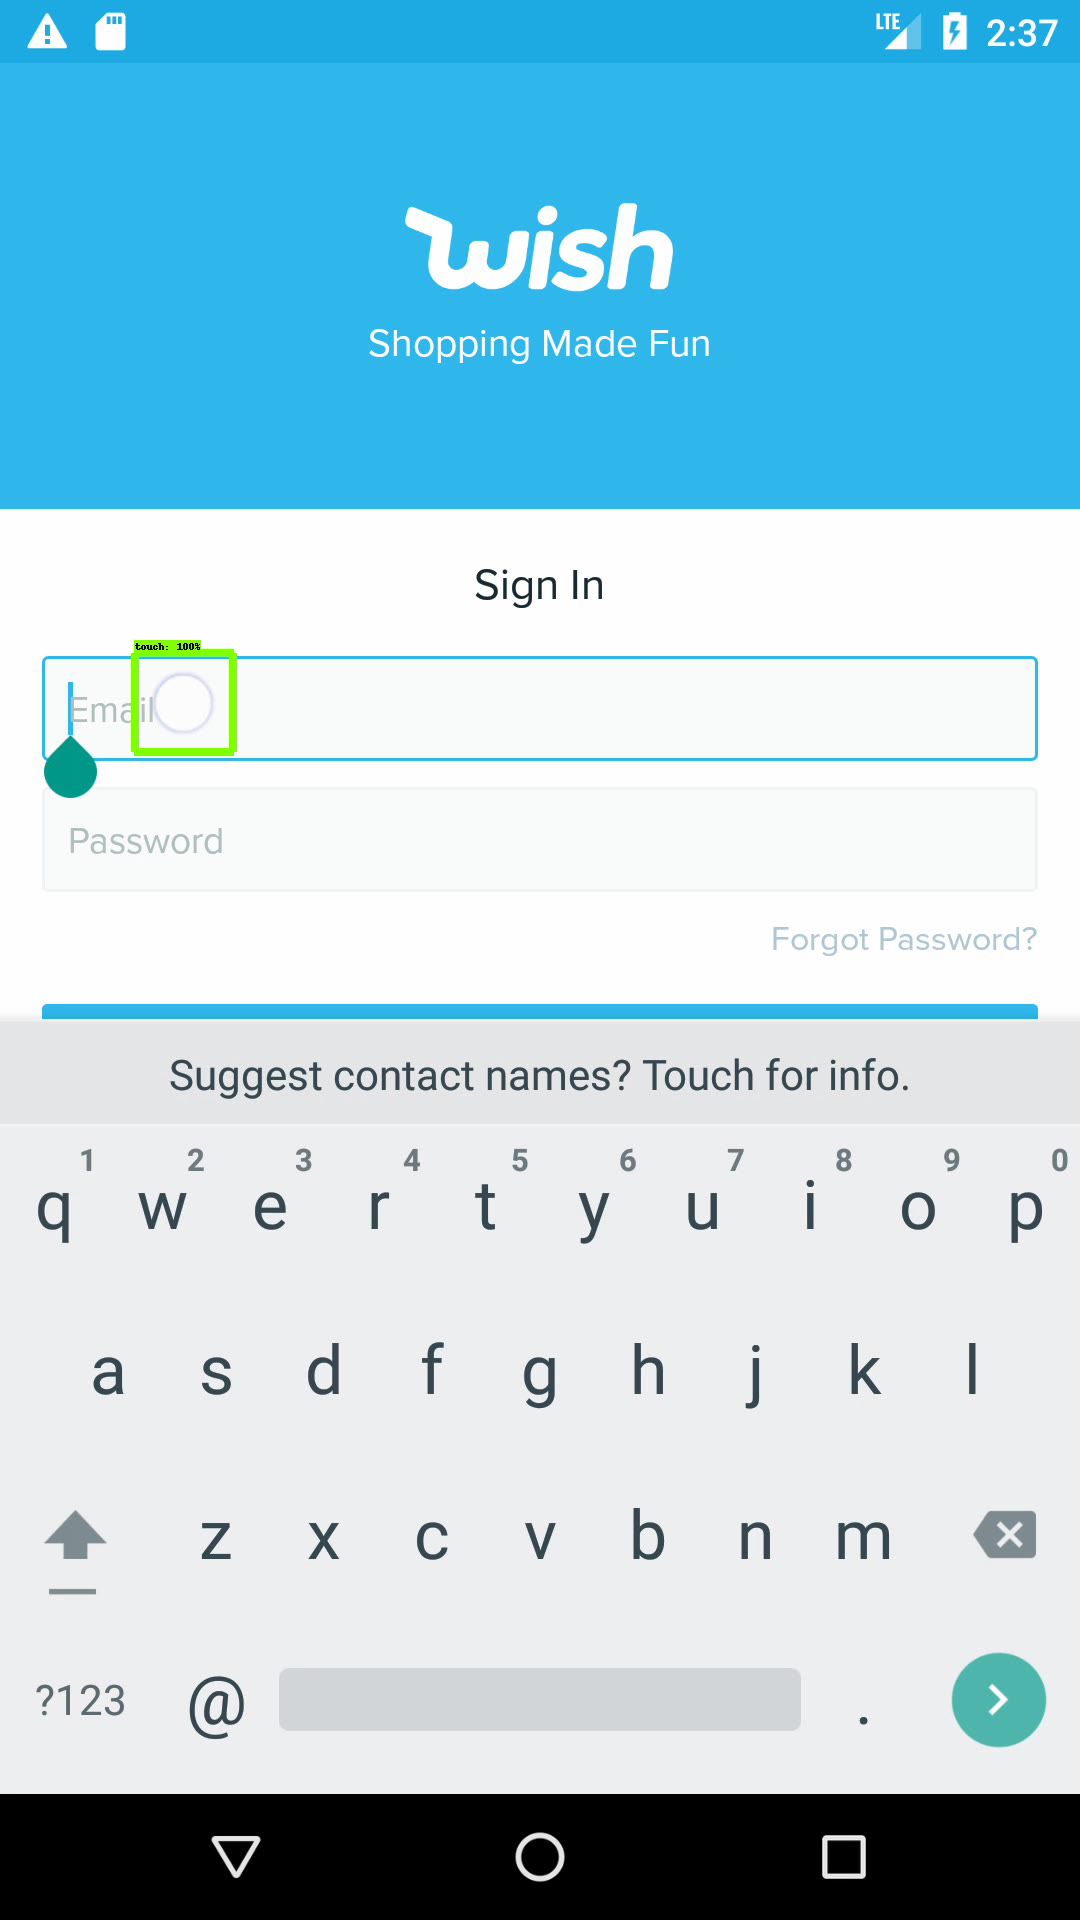 LTE 2:37
wish
Shopping Made Fun
Sign In
touch: 100%
Email
Password
Forgot Password?
Suggest contact names? Touch for info.
1 2 3 4 5 6 7 8 9 0
q w e r t y u i o p
a s d f g h j k l
z x c v b n m
?123 @ .